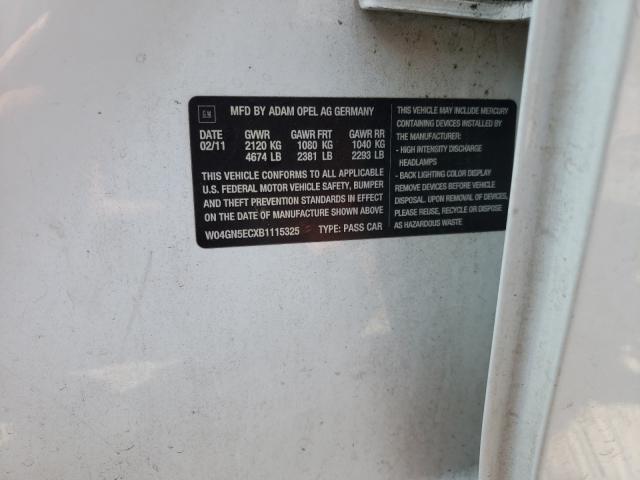 GM
MFD BY ADAM OPEL AG GERMANY
DATE GVWR GAWR FRT GAWR RR
02/11 2120 KG 1080 KG 1040 KG
4674 LB 2381 LB 2293 LB
THIS VEHICLE CONFORMS TO ALL APPLICABLE
U.S. FEDERAL MOTOR VEHICLE SAFETY, BUMPER
AND THEFT PREVENTION STANDARDS IN EFFECT
ON DATE OF MANUFACTURE SHOWN ABOVE
W04GN5ECXB1115325 TYPE: PASS CAR
THIS VEHICLE MAY INCLUDE MERCURY
CONTAINING DEVICES INSTALLED BY
THE MANUFACTURER:
- HIGH INTENSITY DISCHARGE
HEADLAMPS
- BACK LIGHTING COLOR DISPLAY
REMOVE DEVICES BEFORE VEHICLE
DISPOSAL. UPON REMOVAL OF DEVICES
PLEASE REUSE, RECYCLE OR DISPOSE
AS HAZARDOUS WASTE